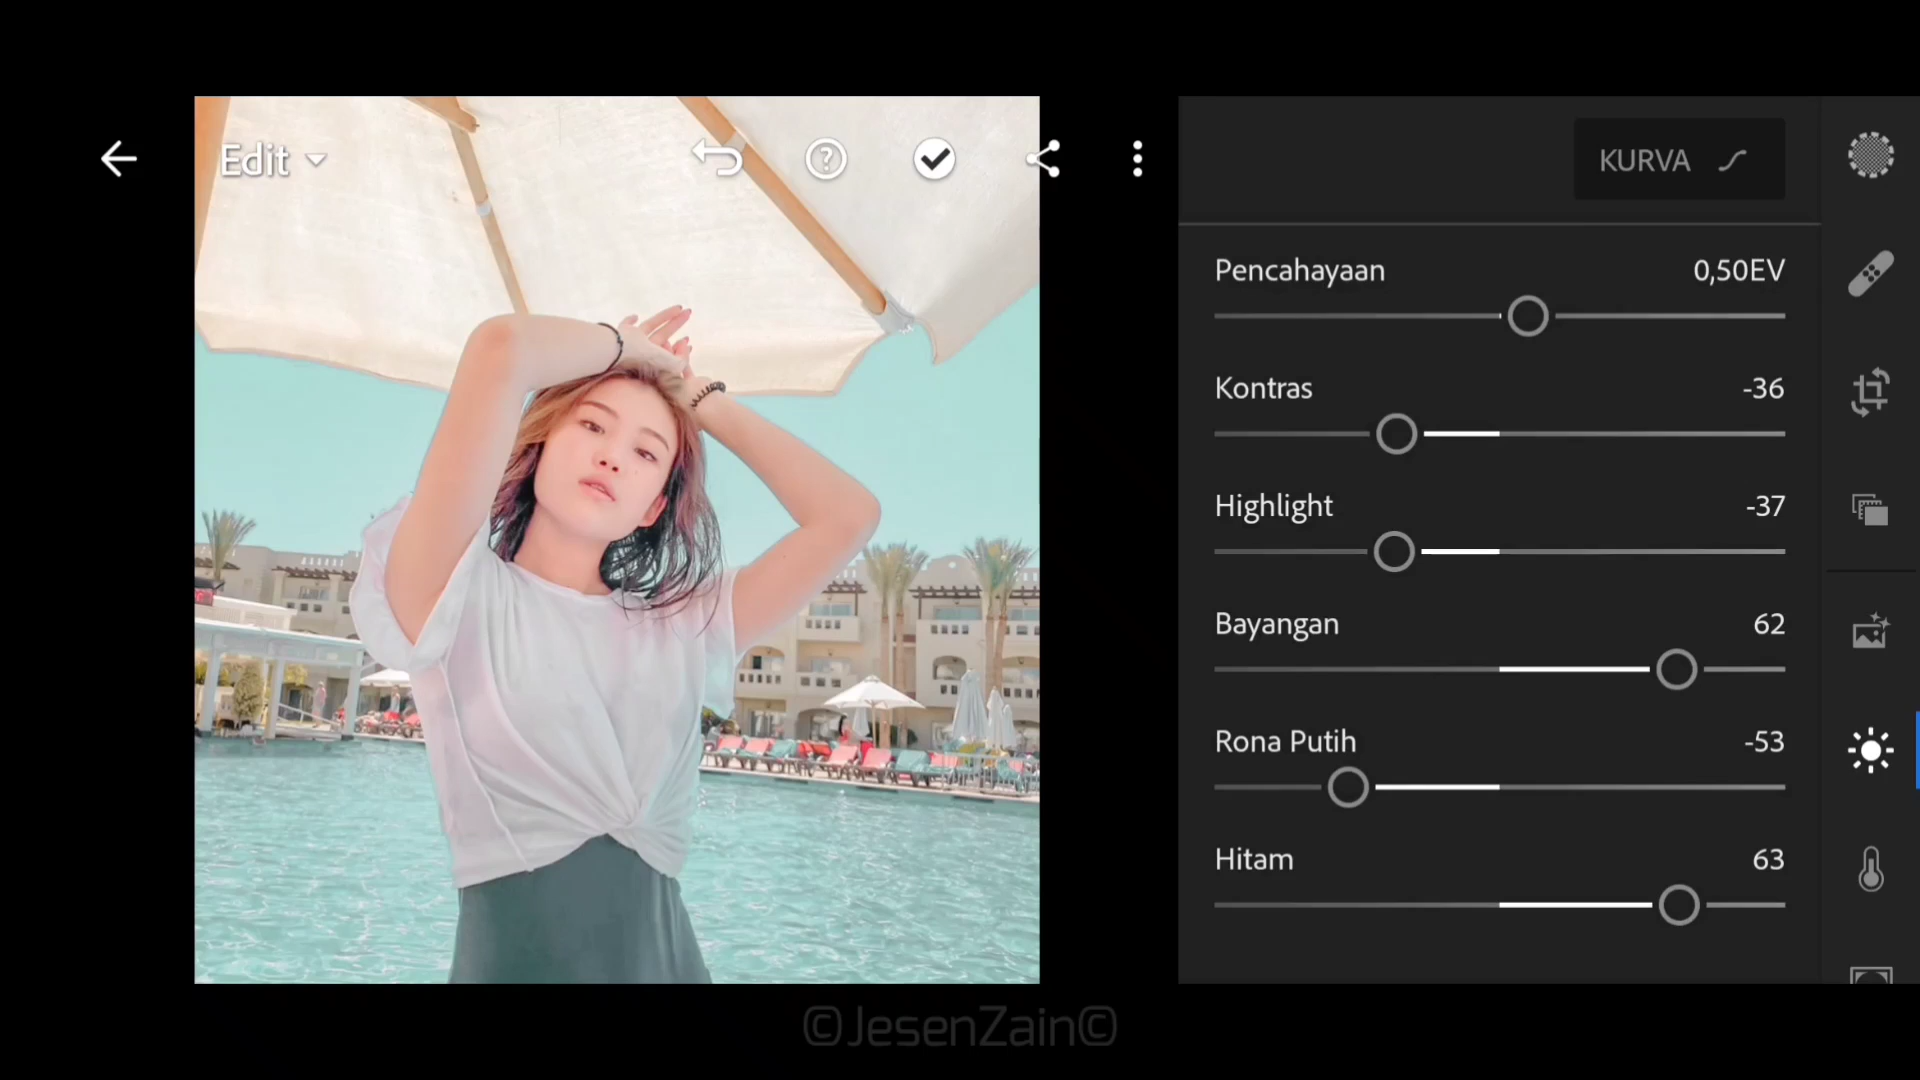 Edit
KURVA
Pencahayaan 0,50EV
Kontras -36
Highlight -37
Bayangan 62
Rona Putih -53
Hitam 63
©JesenZain©